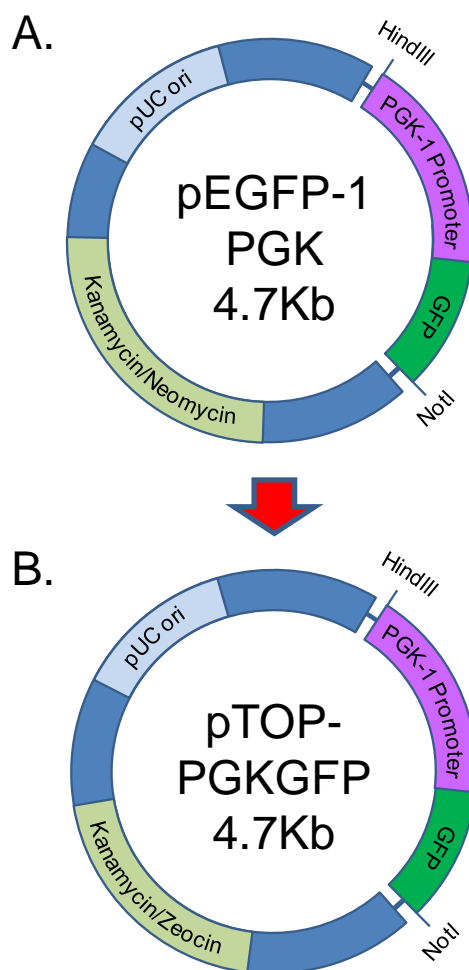 A.
HindIII
pUC ori
PGK-1 Promoter
pEGFP-1
PGK
4.7Kb
GFP
Kanamycin/Neomycin
NotI
B.
HindIII
pUC ori
PGK-1 Promoter
pTOP-
PGKGFP
4.7Kb
GFP
Kanamycin/Zeocin
NotI